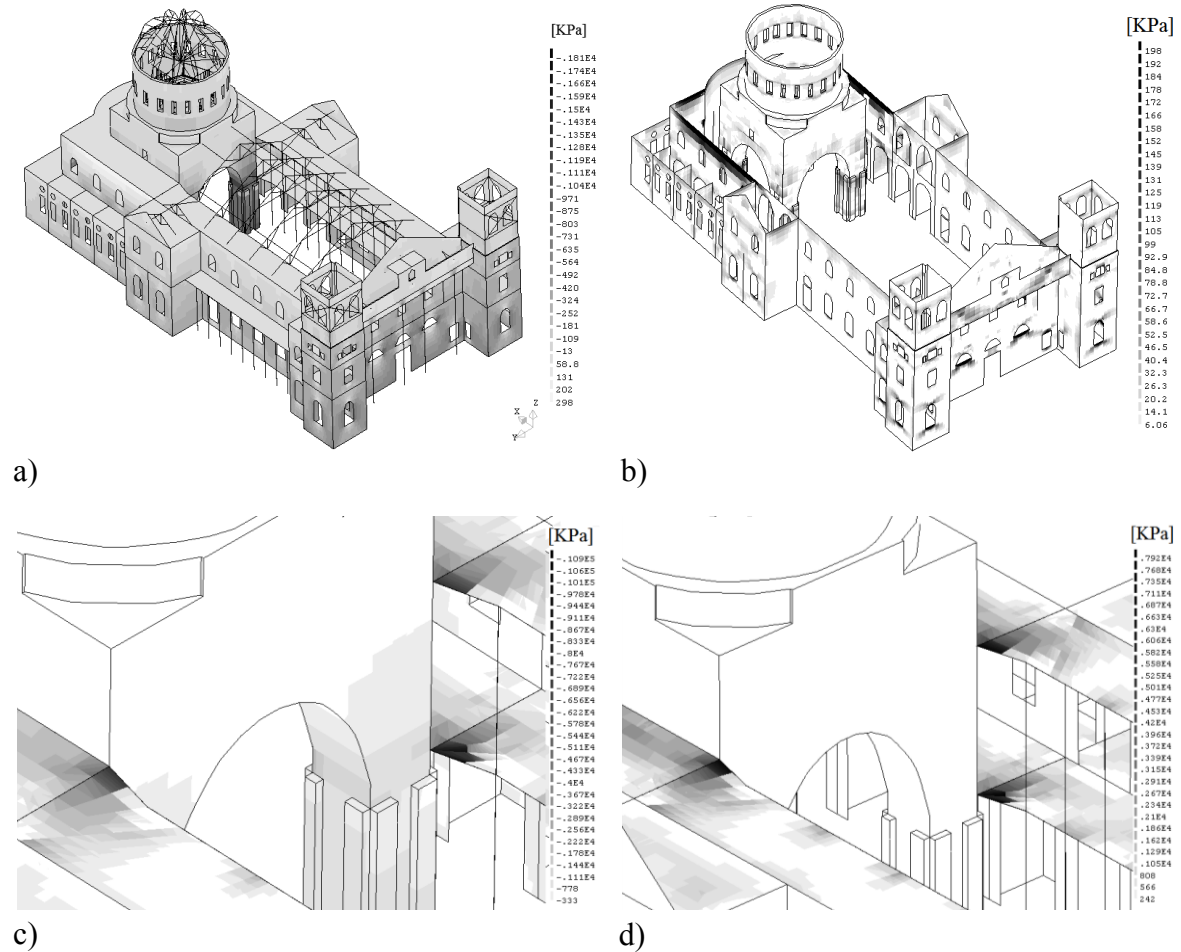 [KPa]
-.181E4
-.174E4
-.166E4
-.159E4
-.15E4
-.143E4
-.135E4
-.128E4
-.119E4
-.111E4
-.104E4
-971
-875
-803
-731
-635
-564
-492
-420
-324
-252
-181
-109
-13
58.8
131
202
298
X
Z
Y
a)
[KPa]
198
192
184
178
172
166
158
152
145
139
131
125
119
113
105
99
92.9
84.8
78.8
72.7
66.7
58.6
52.5
46.5
40.4
32.3
26.3
20.2
14.1
6.06
b)
[KPa]
-.109E5
-.106E5
-.101E5
-.978E4
-.944E4
-.911E4
-.867E4
-.833E4
-.8E4
-.767E4
-.722E4
-.689E4
-.656E4
-.622E4
-.578E4
-.544E4
-.511E4
-.467E4
-.433E4
-.4E4
-.367E4
-.322E4
-.289E4
-.256E4
-.222E4
-.178E4
-.144E4
-.111E4
-778
-333
c)
[KPa]
.792E4
.768E4
.735E4
.711E4
.687E4
.663E4
.63E4
.606E4
.582E4
.558E4
.525E4
.501E4
.477E4
.453E4
.42E4
.396E4
.372E4
.339E4
.315E4
.291E4
.267E4
.234E4
.21E4
.186E4
.162E4
.129E4
.105E4
808
566
242
d)